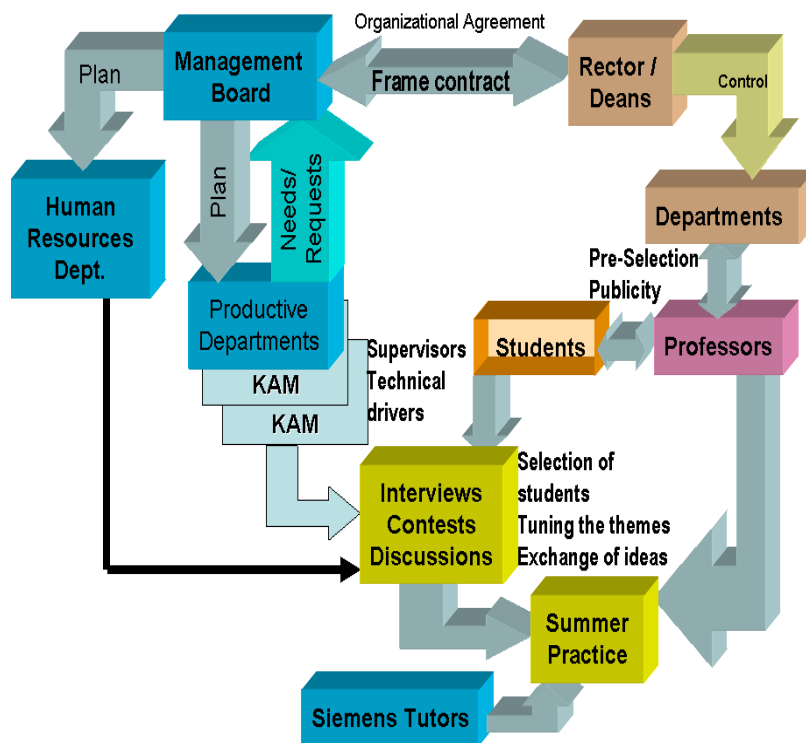 Organizational Agreement
Plan
Management
Board
Frame contract
Rector /
Deans
Control
Human
Resources
Dept.
Plan
Needs/
Requests
Departments
Pre-Selection
Publicity
Productive
Departments
Supervisors
Technical
drivers
Students
Professors
KAM
KAM
Interviews
Contests
Discussions
Selection of
students
Tuning the themes
Exchange of ideas
Summer
Practice
Siemens Tutors